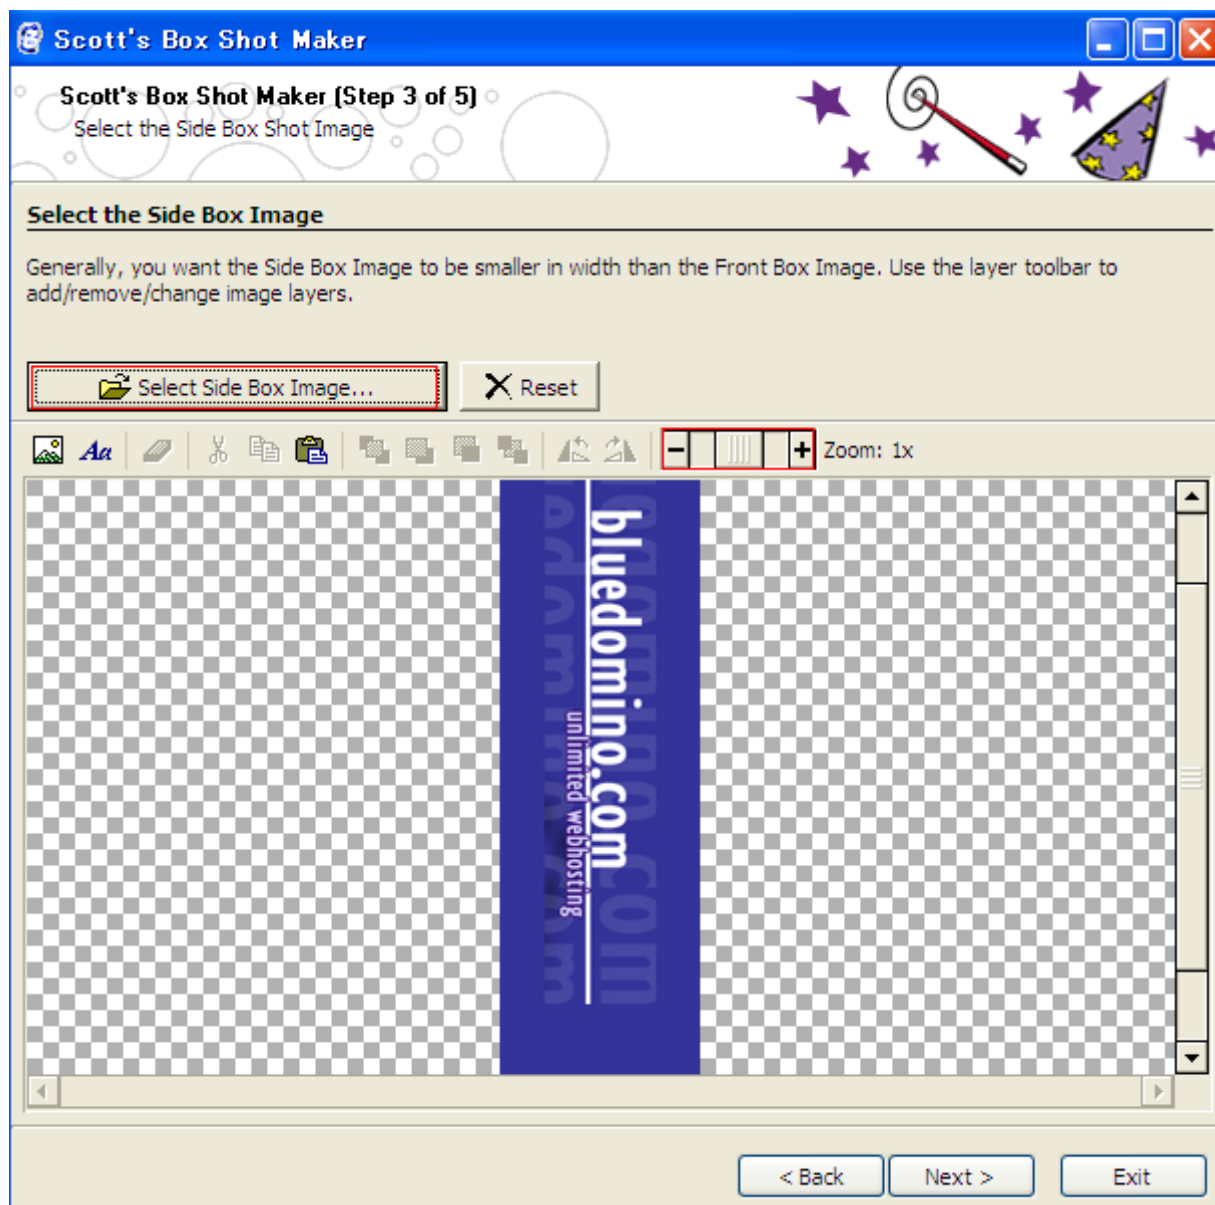 Scott's Box Shot Maker
Scott's Box Shot Maker (Step 3 of 5)
Select the Side Box Shot Image
Select the Side Box Image
Generally, you want the Side Box Image to be smaller in width than the Front Box Image. Use the layer toolbar to
add/remove/change image layers.
Select Side Box Image...
Reset
Aa
Zoom: 1x
bluedomino.com
unlimited webhosting
< Back
Next >
Exit